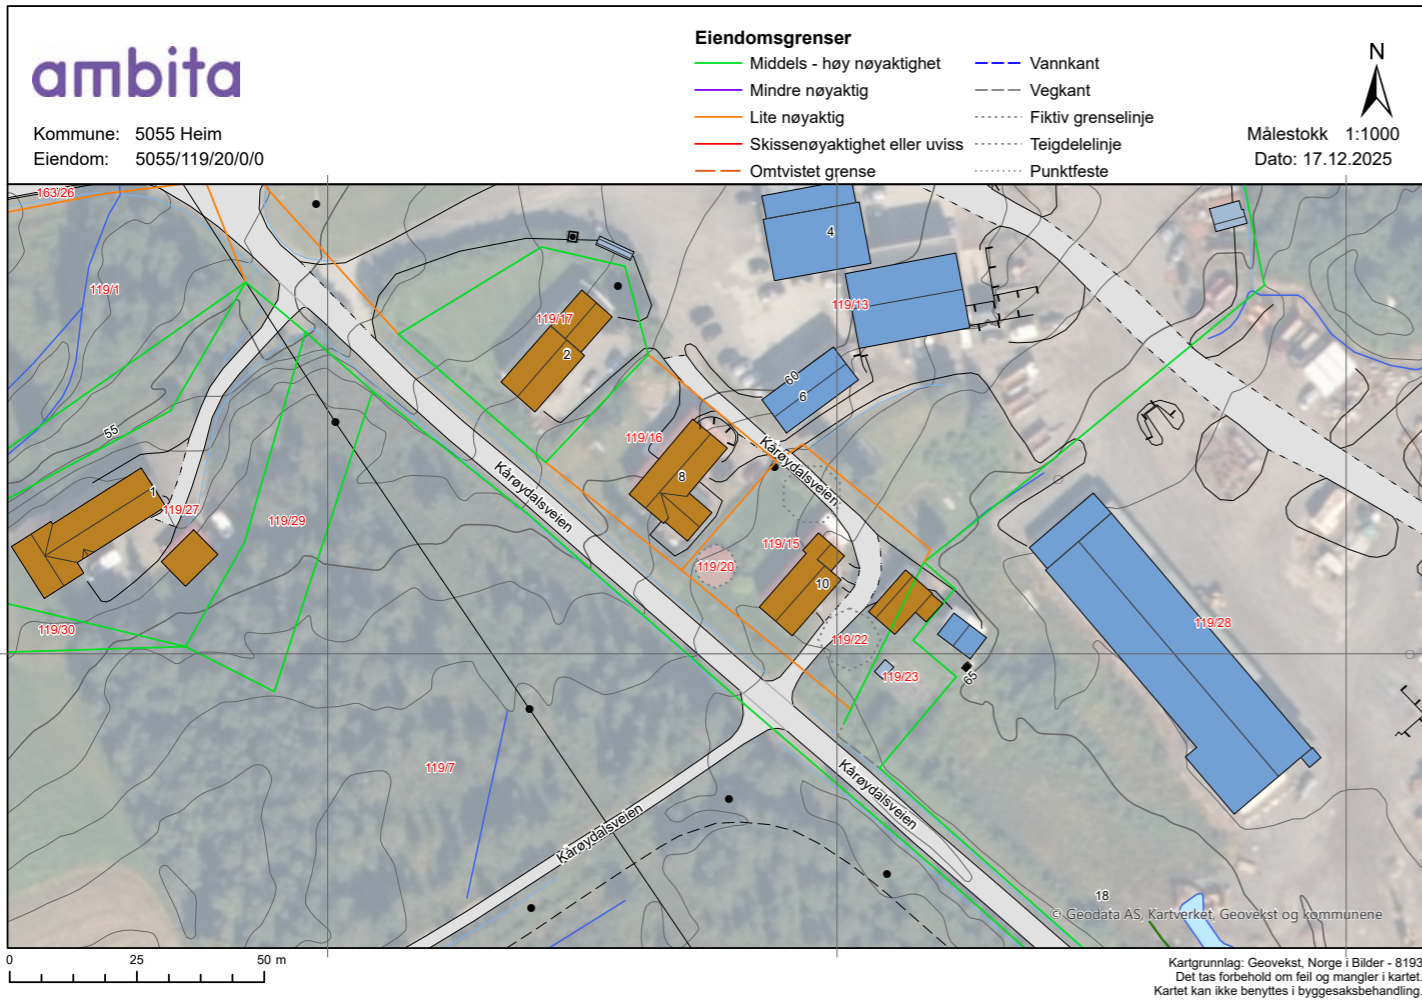 ambita
Kommune: 5055 Heim
Eiendom: 5055/119/20/0/0
Eiendomsgrenser
Middels - høy nøyaktighet
Mindre nøyaktig
Lite nøyaktig
Skissenøyaktighet eller uviss
Omtvistet grense
Vannkant
Vegkant
Fiktiv grenselinje
Teigdelelinje
Punktfeste
N
Målestokk 1:1000
Dato: 17.12.2025
163/26
119/1
4
119/13
119/17
2
60
6
55
119/16
Kårøydalsveien
8
1
119/27
Kårøydalsveien
119/29
119/15
119/20
10
119/30
119/22
119/28
119/23
65
119/7
Kårøydalsveien
Kårøydalsveien
18
© Geodata AS, Kartverket, Geovekst og kommunene
0 25 50 m
Kartgrunnlag: Geovekst, Norge i Bilder - 8193
Det tas forbehold om feil og mangler i kartet.
Kartet kan ikke benyttes i byggesaksbehandling.